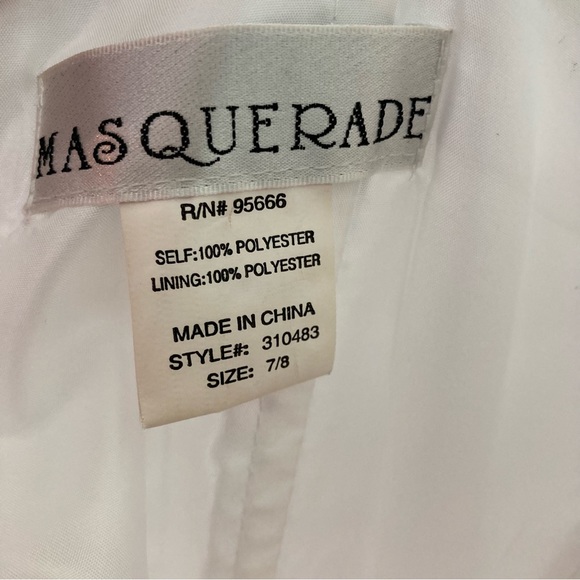 MASQUERADE
R/N# 95666
SELF:100% POLYESTER
LINING:100% POLYESTER
MADE IN CHINA
STYLE#: 310483
SIZE: 7/8